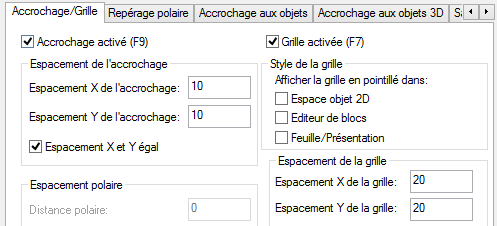 Accrochage/Grille Repérage polaire Accrochage aux objets Accrochage aux objets 3D
Accrochage activé (F9)
Grille activée (F7)
Espacement de l'accrochage
Espacement X de l'accrochage: 10
Espacement Y de l'accrochage: 10
Espacement X et Y égal
Style de la grille
Afficher la grille en pointillé dans:
Espace objet 2D
Editeur de blocs
Feuille/Présentation
Espacement polaire
Distance polaire: 0
Espacement de la grille
Espacement X de la grille: 20
Espacement Y de la grille: 20